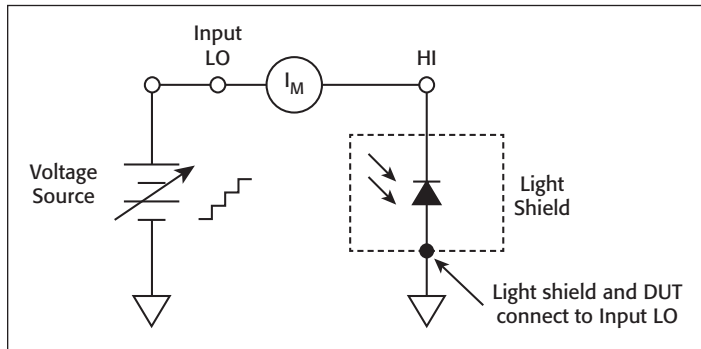 Input
LO
HI
I_M
Voltage
Source
Light
Shield
Light shield and DUT
connect to Input LO